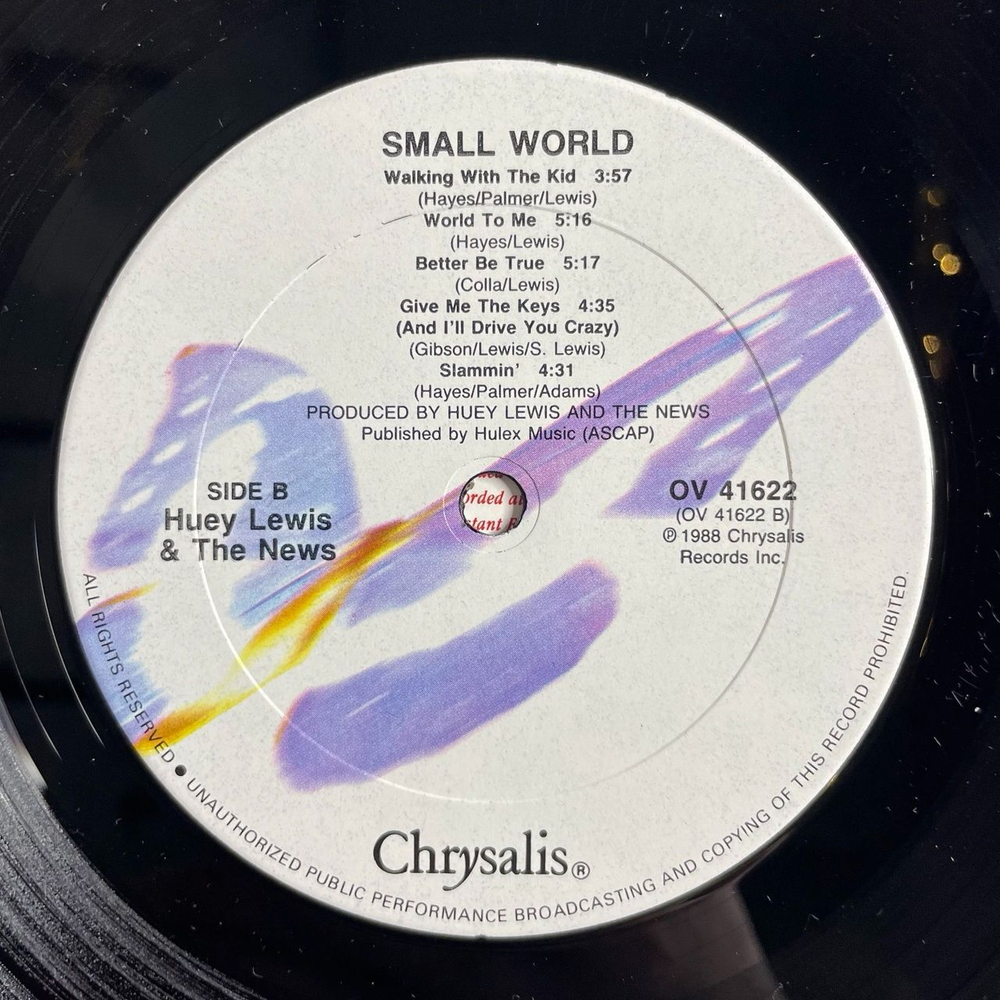 SMALL WORLD
Walking With The Kid 3:57
(Hayes/Palmer/Lewis)
World To Me 5:16
(Hayes/Lewis)
Better Be True 5:17
(Colla/Lewis)
Give Me The Keys 4:35
(And I'll Drive You Crazy)
(Gibson/Lewis/S. Lewis)
Slammin' 4:31
(Hayes/Palmer/Adams)
PRODUCED BY HUEY LEWIS AND THE NEWS
Published by Hulex Music (ASCAP)
SIDE B
Huey Lewis
& The News
OV 41622
(OV 41622 B)
℗ 1988 Chrysalis
Records Inc.
Chrysalis®
ALL RIGHTS RESERVED • UNAUTHORIZED PUBLIC PERFORMANCE BROADCASTING AND COPYING OF THIS RECORD PROHIBITED.